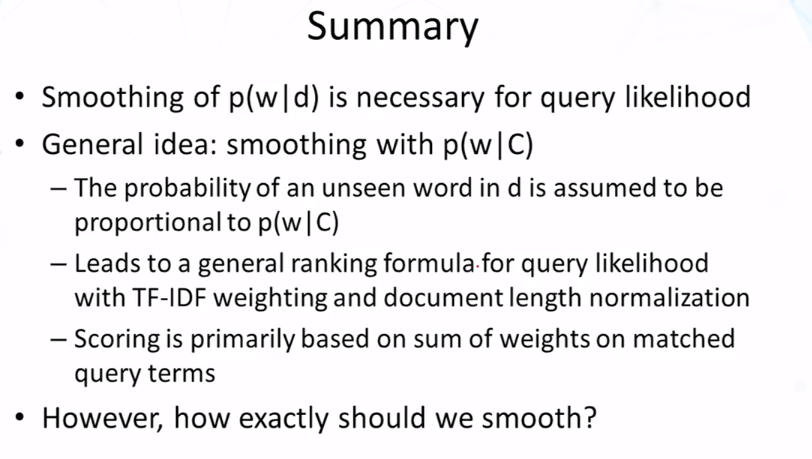 Summary
• Smoothing of p(w|d) is necessary for query likelihood
• General idea: smoothing with p(w|C)
– The probability of an unseen word in d is assumed to be
proportional to p(w|C)
– Leads to a general ranking formula for query likelihood
with TF-IDF weighting and document length normalization
– Scoring is primarily based on sum of weights on matched
query terms
• However, how exactly should we smooth?